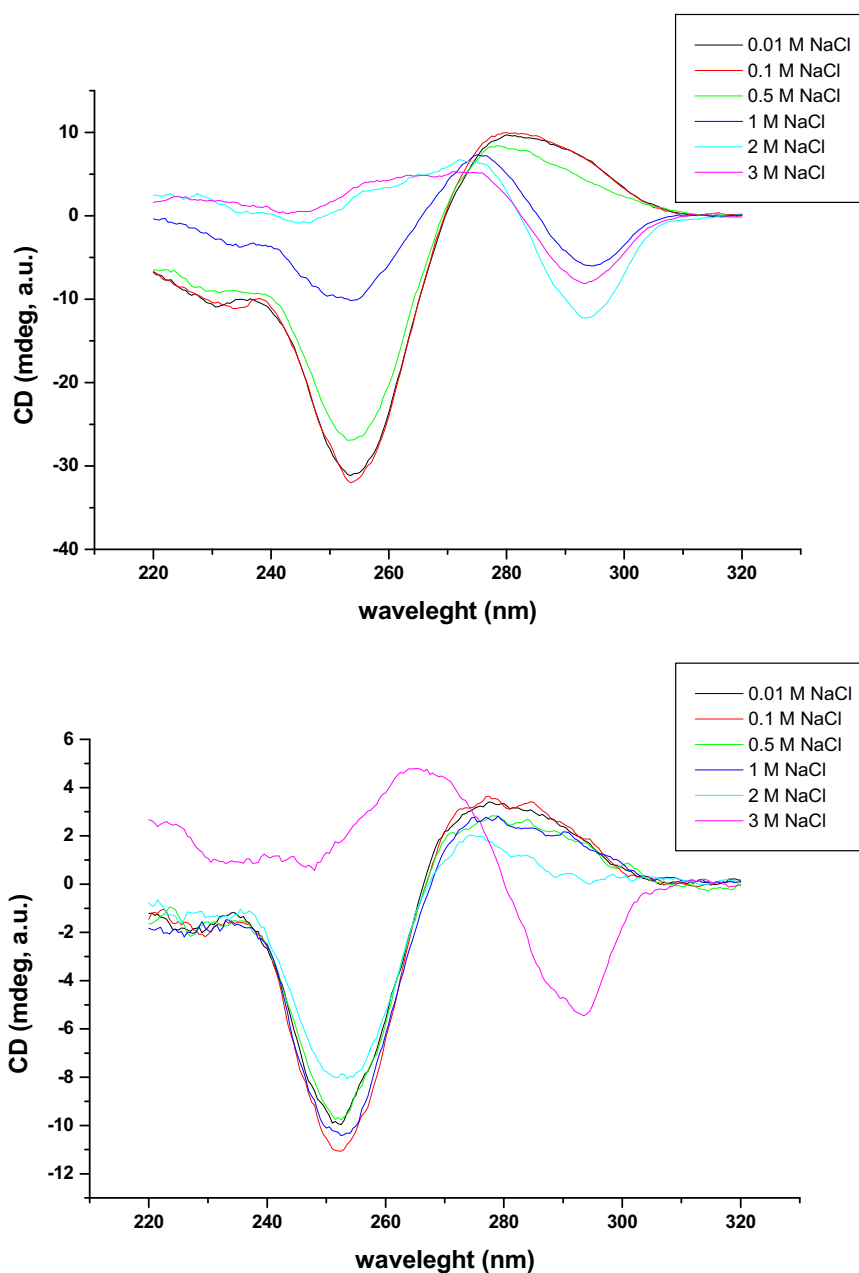 0.01 M NaCl
0.1 M NaCl
0.5 M NaCl
1 M NaCl
2 M NaCl
3 M NaCl
10
0
-10
-20
-30
-40
CD (mdeg, a.u.)
220 240 260 280 300 320
waveleght (nm)
0.01 M NaCl
0.1 M NaCl
0.5 M NaCl
1 M NaCl
2 M NaCl
3 M NaCl
6
4
2
0
-2
-4
-6
-8
-10
-12
CD (mdeg, a.u.)
220 240 260 280 300 320
waveleght (nm)